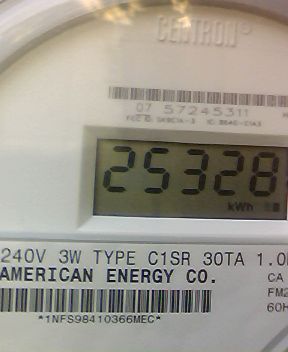 CENTRON®
07 57245311
25328
kWh
240V 3W TYPE C1SR 30TA 1.0
AMERICAN ENERGY CO.
CA
FM2
60H
*1NFS98410366MEC*